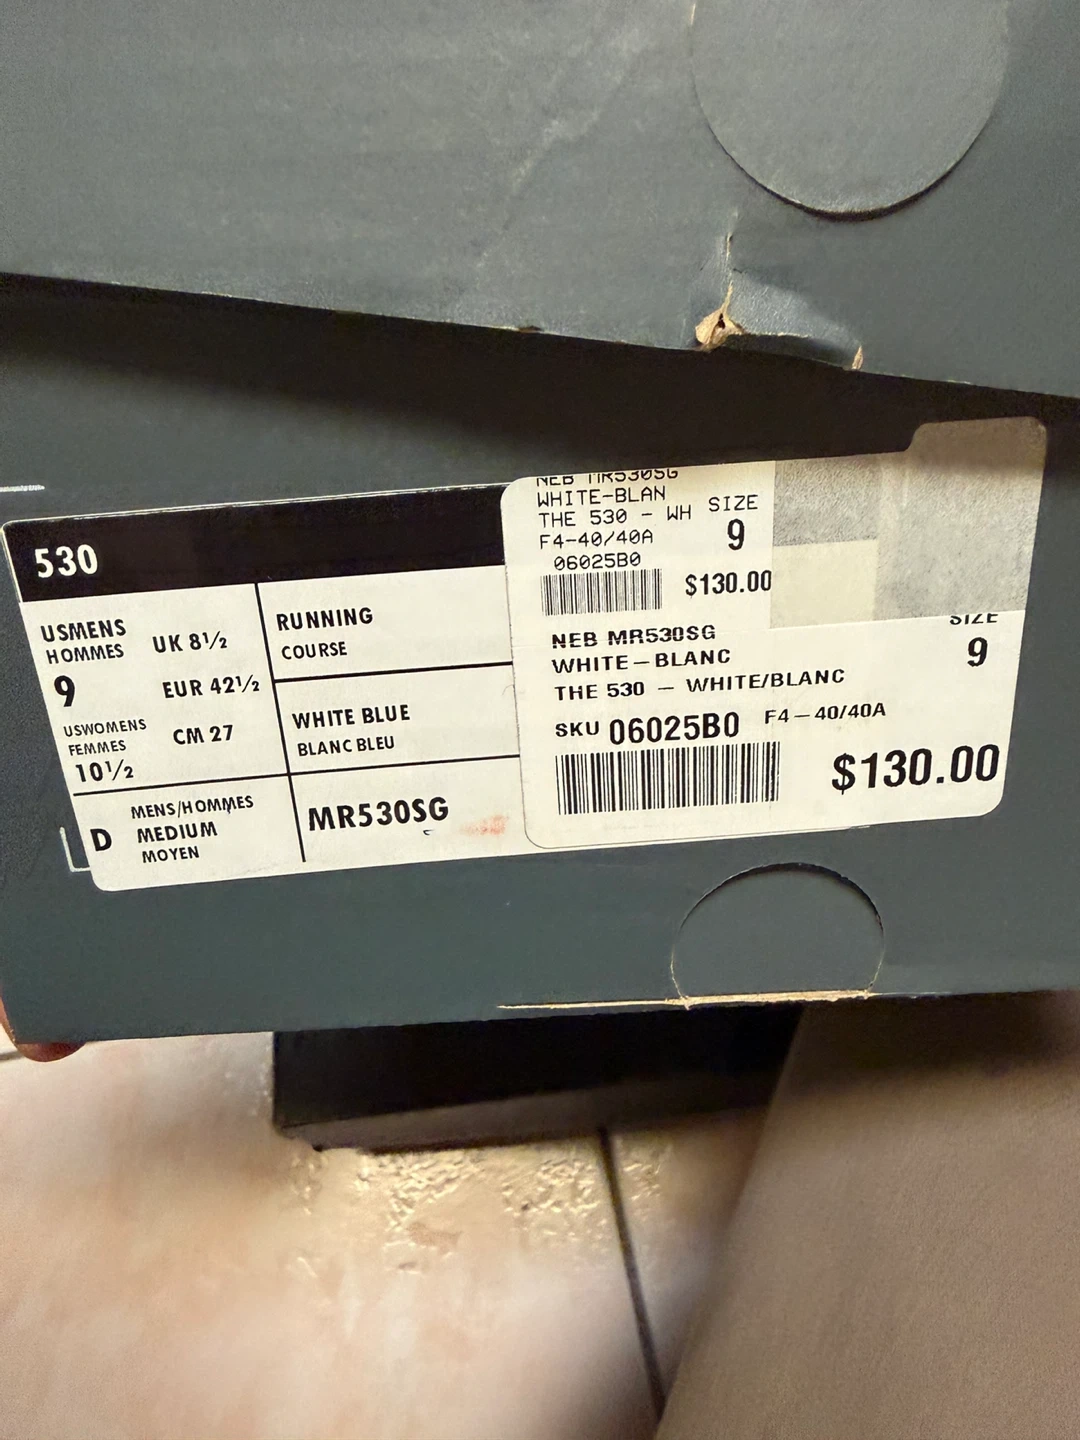 530
USMENS
HOMMES
9
UK 8½
EUR 42½
USWOMENS
FEMMES
10½
CM 27
D
MENS/HOMMES
MEDIUM
MOYEN
RUNNING
COURSE
WHITE BLUE
BLANC BLEU
MR530SG
NEB MR530SG
WHITE-BLAN
THE 530 - WH
SIZE
9
F4-40/40A
06025B0
$130.00
NEB MR530SG
WHITE-BLANC
SIZE
9
THE 530 - WHITE/BLANC
SKU 06025B0 F4-40/40A
$130.00